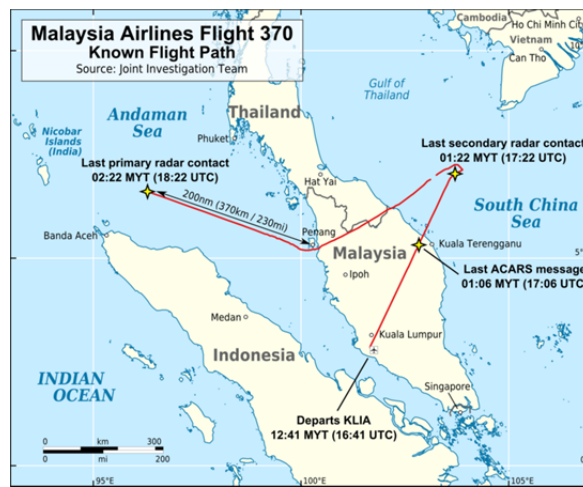 Malaysia Airlines Flight 370
Known Flight Path
Source: Joint Investigation Team
Cambodia
Ho Chi Minh Cit
Vietnam
Can Tho
10°
Gulf of
Thailand
Andaman
Sea
Thailand
Nicobar
Islands
(India)
Phuket
Last secondary radar contact
01:22 MYT (17:22 UTC)
Last primary radar contact
02:22 MYT (18:22 UTC)
Hat Yai
200nm (370km / 230mi)
South China
Sea
Penang
Banda Aceh
Malaysia
Kuala Terengganu
Ipoh
Last ACARS message
01:06 MYT (17:06 UTC)
5°
Medan
Kuala Lumpur
Indonesia
INDIAN
OCEAN
Singapore
Departs KLIA
12:41 MYT (16:41 UTC)
0 km 300
0 mi 200
95°E
100°E
105°E